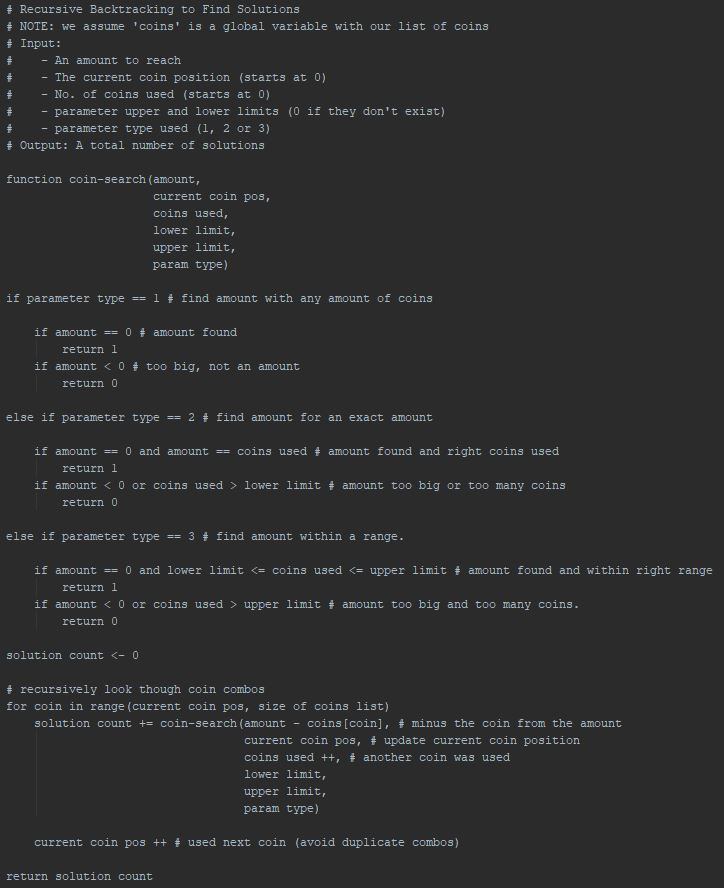 # Recursive Backtracking to Find Solutions
# NOTE: we assume 'coins' is a global variable with our list of coins
# Input:
#    - An amount to reach
#    - The current coin position (starts at 0)
#    - No. of coins used (starts at 0)
#    - parameter upper and lower limits (0 if they don't exist)
#    - parameter type used (1, 2 or 3)
# Output: A total number of solutions

function coin-search(amount,
                     current coin pos,
                     coins used,
                     lower limit,
                     upper limit,
                     param type)

if parameter type == 1 # find amount with any amount of coins

    if amount == 0 # amount found
        return 1
    if amount < 0 # too big, not an amount
        return 0

else if parameter type == 2 # find amount for an exact amount

    if amount == 0 and amount == coins used # amount found and right coins used
        return 1
    if amount < 0 or coins used > lower limit # amount too big or too many coins
        return 0

else if parameter type == 3 # find amount within a range.

    if amount == 0 and lower limit <= coins used <= upper limit # amount found and within right range
        return 1
    if amount < 0 or coins used > upper limit # amount too big and too many coins.
        return 0

solution count <- 0

# recursively look though coin combos
for coin in range(current coin pos, size of coins list)
    solution count += coin-search(amount - coins[coin], # minus the coin from the amount
                                  current coin pos, # update current coin position
                                  coins used ++, # another coin was used
                                  lower limit,
                                  upper limit,
                                  param type)

    current coin pos ++ # used next coin (avoid duplicate combos)

return solution count